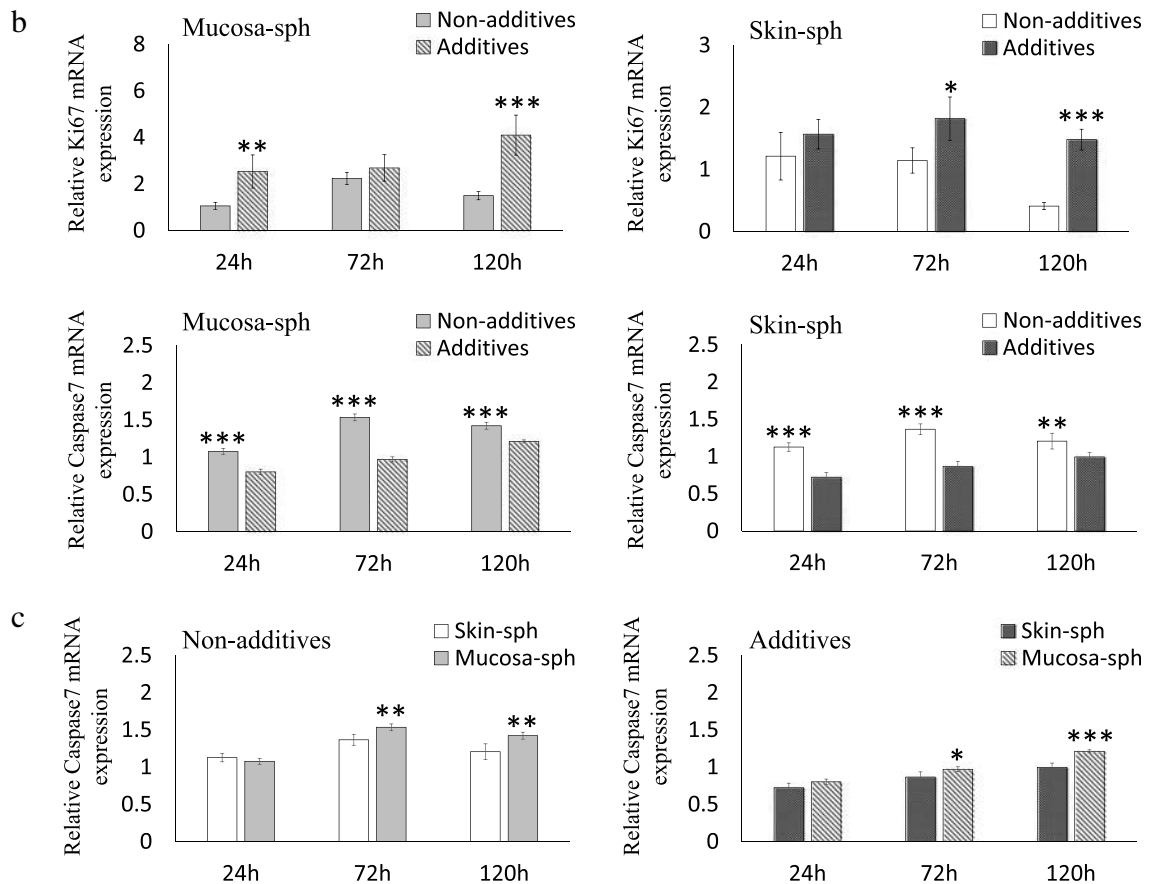 b
Mucosa-sph
Non-additives
Additives
Relative Ki67 mRNA
expression
8
6
4
2
0
**
***
24h
72h
120h
Skin-sph
Non-additives
Additives
Relative Ki67 mRNA
expression
3
2
1
0
*
***
24h
72h
120h
Mucosa-sph
Non-additives
Additives
Relative Caspase7 mRNA
expression
2.5
2
1.5
1
0.5
0
***
***
***
24h
72h
120h
Skin-sph
Non-additives
Additives
Relative Caspase7 mRNA
expression
2.5
2
1.5
1
0.5
0
***
***
**
24h
72h
120h
c
Non-additives
Skin-sph
Mucosa-sph
Relative Caspase7 mRNA
expression
2.5
2
1.5
1
0.5
0
**
**
24h
72h
120h
Additives
Skin-sph
Mucosa-sph
Relative Caspase7 mRNA
expression
2.5
2
1.5
1
0.5
0
*
***
24h
72h
120h